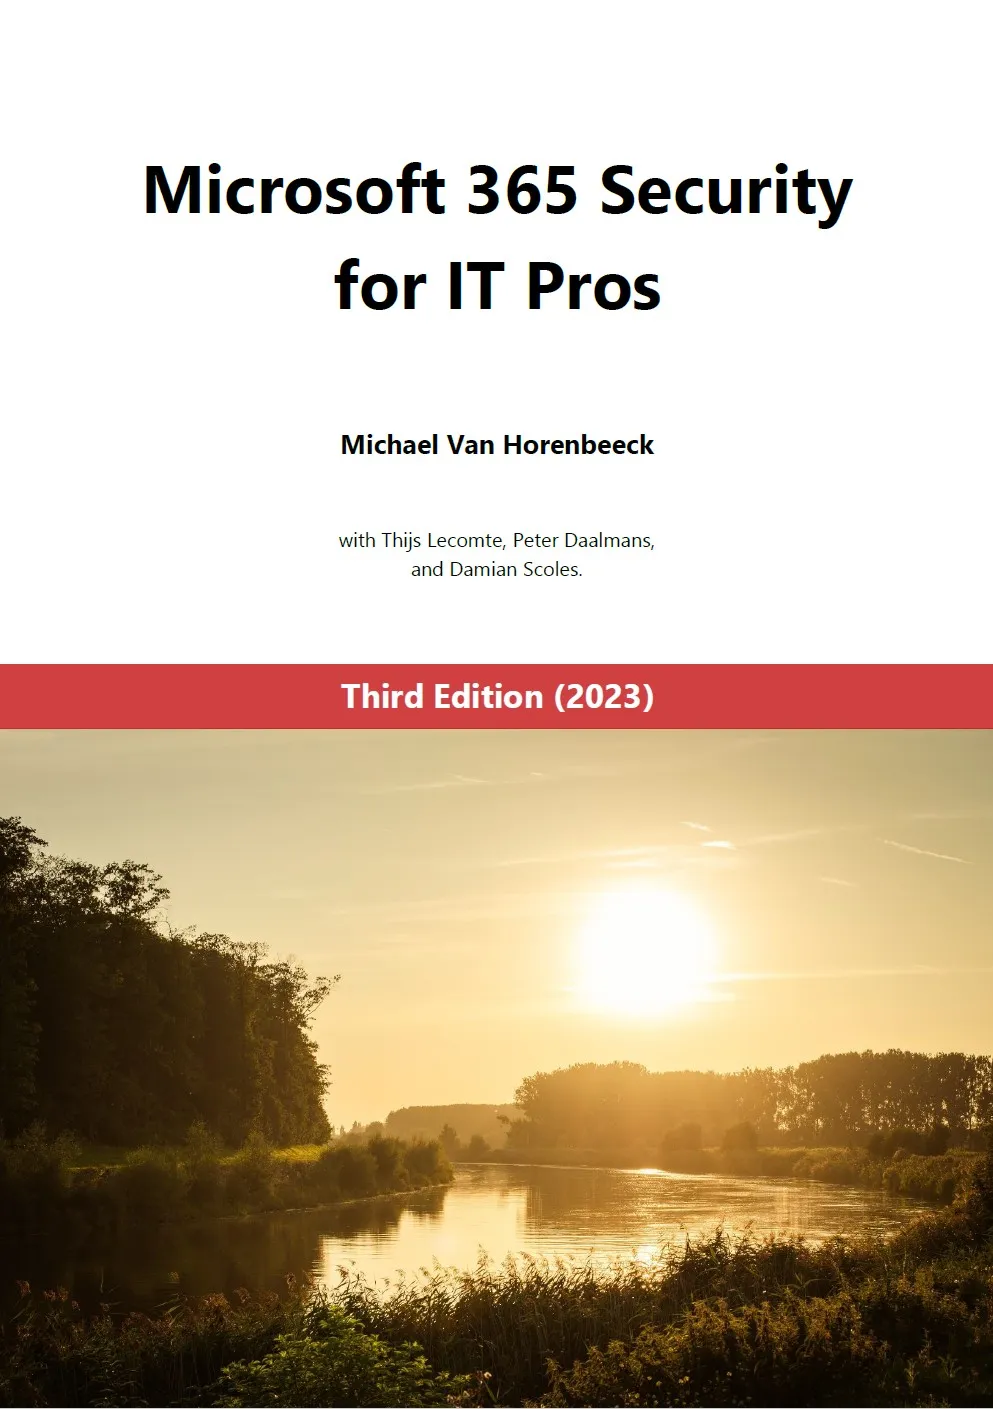 Microsoft 365 Security
for IT Pros
Michael Van Horenbeeck
with Thijs Lecomte, Peter Daalmans,
and Damian Scoles.
Third Edition (2023)